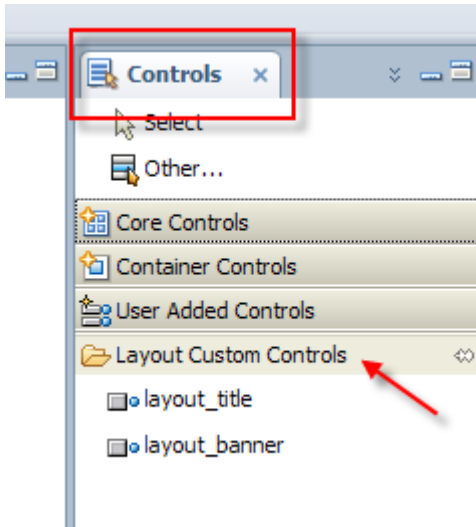 Controls
Select
Other...
Core Controls
Container Controls
User Added Controls
Layout Custom Controls
layout_title
layout_banner